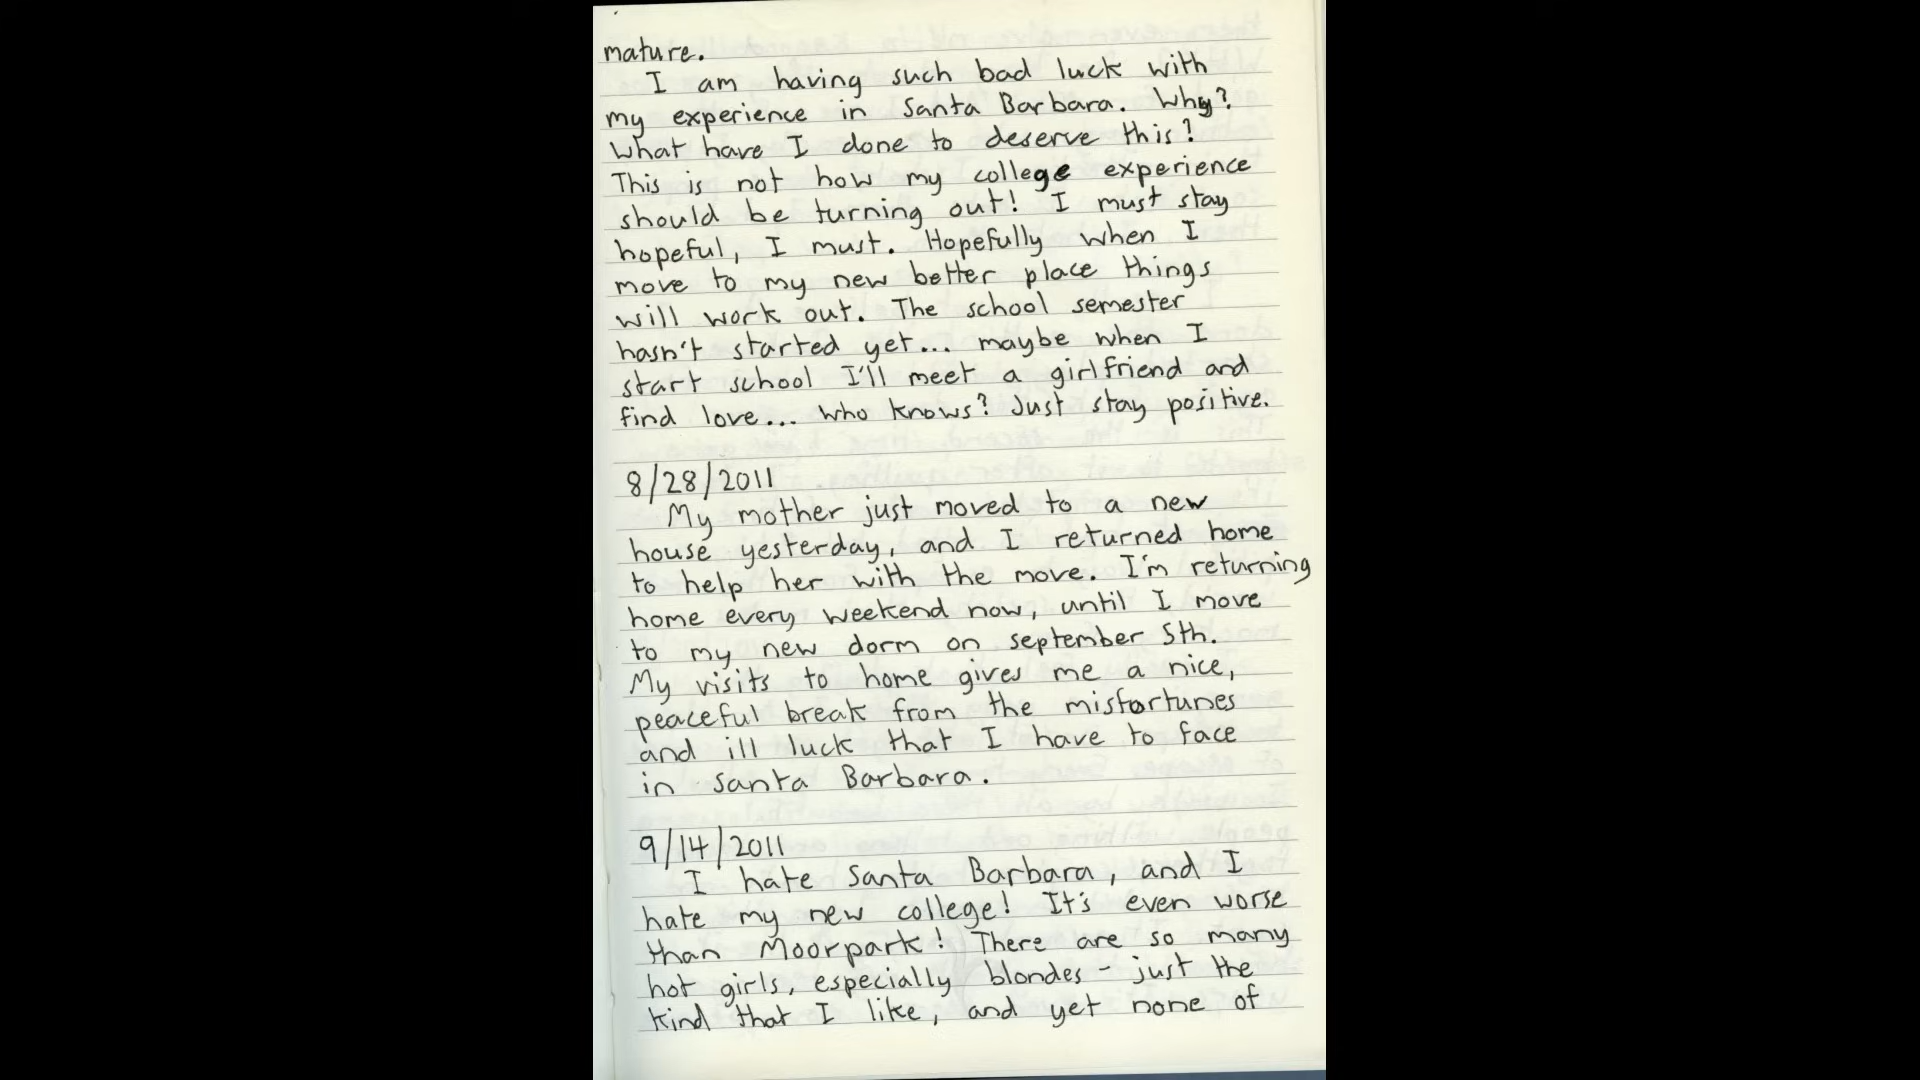 mature.
I am having such bad luck with
my experience in Santa Barbara. Why?
What have I done to deserve this?
This is not how my college experience
should be turning out! I must stay
hopeful, I must. Hopefully when I
move to my new better place things
will work out. The school semester
hasn't started yet... maybe when I
start school I'll meet a girlfriend and
find love... who knows? Just stay positive.
8/28/2011
My mother just moved to a new
house yesterday, and I returned home
to help her with the move. I'm returning
home every weekend now, until I move
to my new dorm on september 5th.
My visits to home gives me a nice,
peaceful break from the misfortunes
and ill luck that I have to face
in Santa Barbara.
9/14/2011
I hate Santa Barbara, and I
hate my new college! It's even worse
than Moorpark! There are so many
hot girls, especially blondes - just the
kind that I like, and yet none of